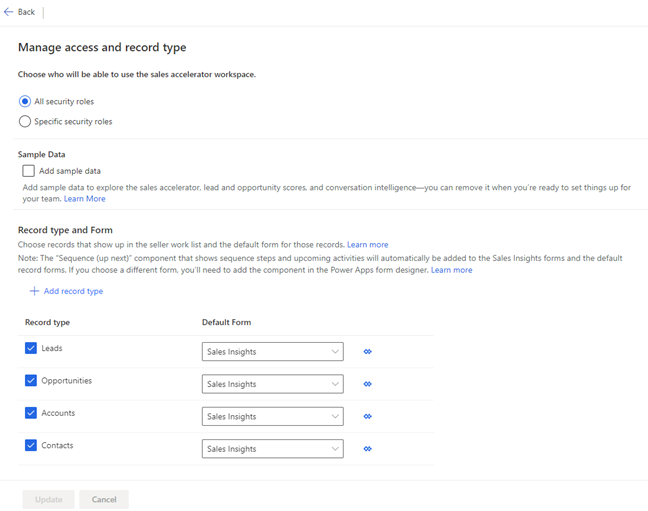 Back
Manage access and record type
Choose who will be able to use the sales accelerator workspace.
All security roles
Specific security roles
Sample Data
Add sample data
Add sample data to explore the sales accelerator, lead and opportunity scores, and conversation intelligence—you can remove it when you're ready to set things up for
your team. Learn More
Record type and Form
Choose records that show up in the seller work list and the default form for those records. Learn more
Note: The "Sequence (up next)" component that shows sequence steps and upcoming activities will automatically be added to the Sales Insights forms and the default
record forms. If you choose a different form, you'll need to add the component in the Power Apps form designer. Learn more
Add record type
Record type Default Form
Leads Sales Insights
Opportunities Sales Insights
Accounts Sales Insights
Contacts Sales Insights
Update Cancel